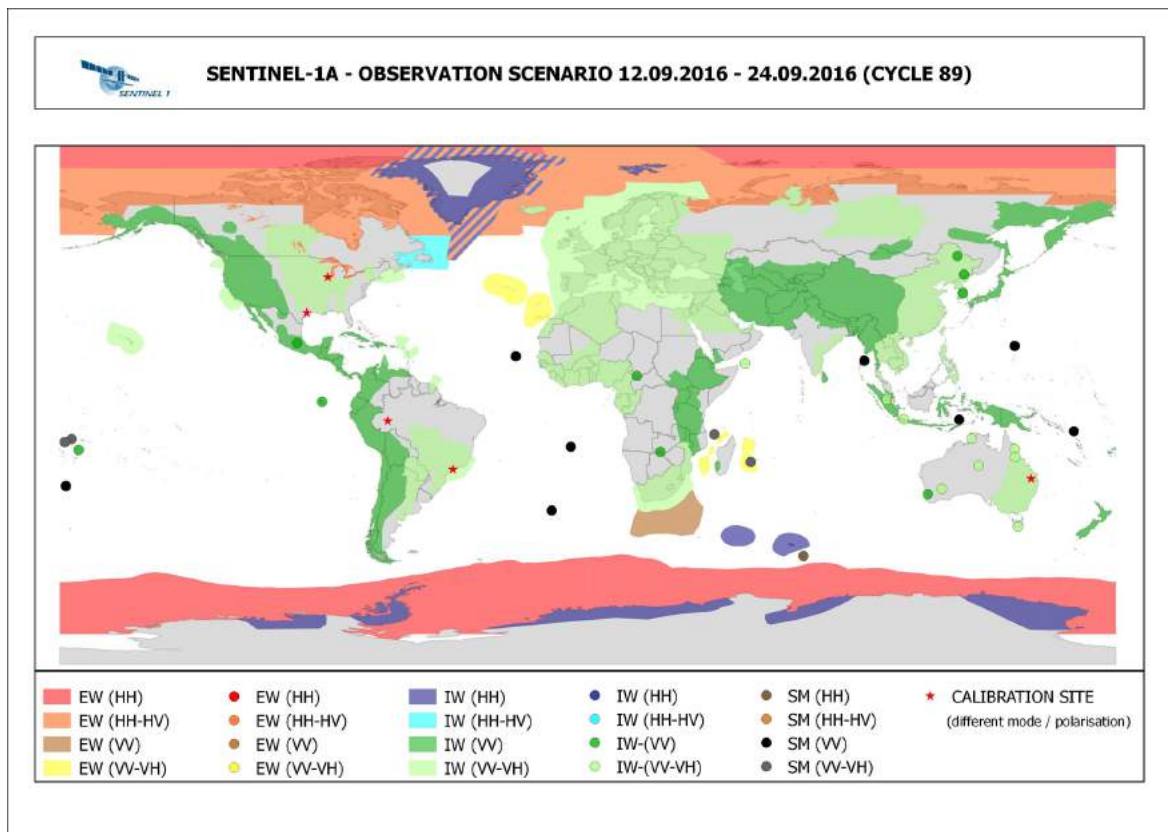 SENTINEL 1
SENTINEL-1A - OBSERVATION SCENARIO 12.09.2016 - 24.09.2016 (CYCLE 89)
EW (HH) EW (HH) IW (HH) IW (HH) SM (HH) CALIBRATION SITE
EW (HH-HV) EW (HH-HV) IW (HH-HV) IW (HH-HV) SM (HH-HV) (different mode / polarisation)
EW (VV) EW (VV) IW (VV) IW-(VV) SM (VV)
EW (VV-VH) EW (VV-VH) IW (VV-VH) IW-(VV-VH) SM (VV-VH)